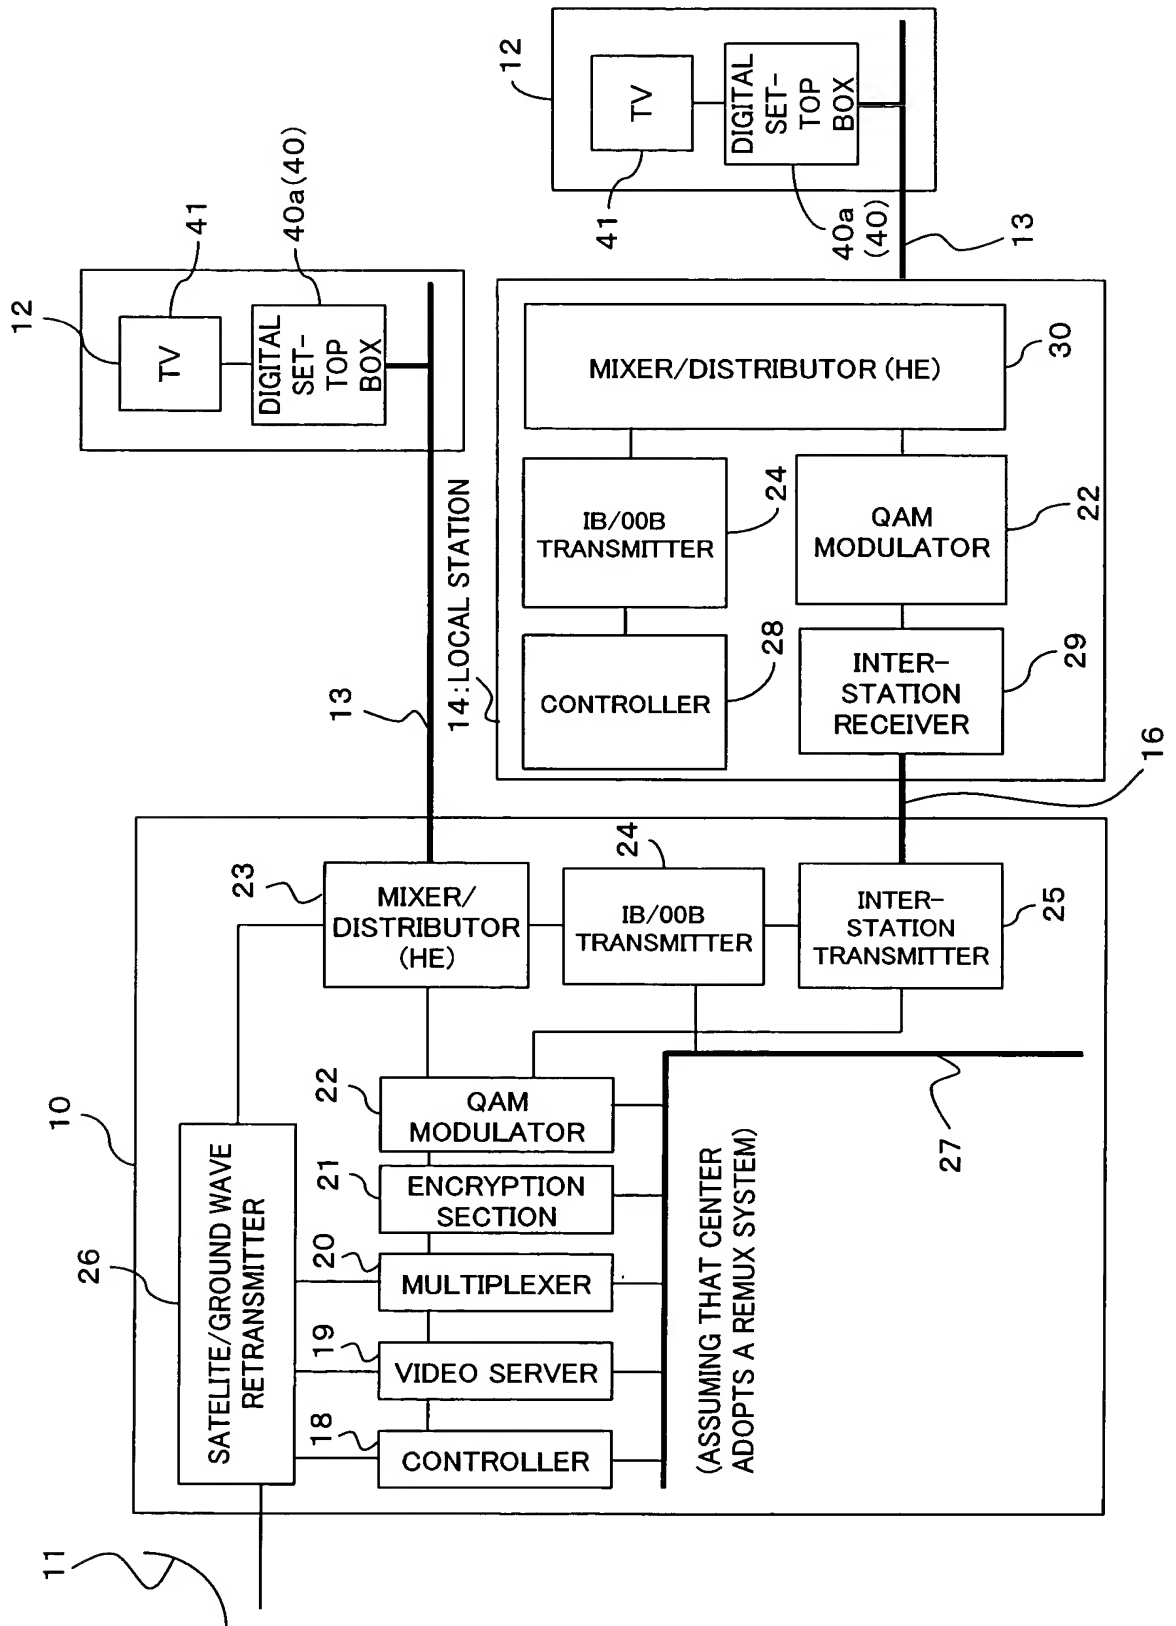 11
10
26
SATELITE/GROUND WAVE
RETRANSMITTER
18
CONTROLLER
19
VIDEO SERVER
20
MULTIPLEXER
21
ENCRYPTION
SECTION
22
QAM
MODULATOR
23
MIXER/
DISTRIBUTOR
(HE)
24
IB/00B
TRANSMITTER
INTER-
STATION
TRANSMITTER
25
27
(ASSUMING THAT CENTER
ADOPTS A REMUX SYSTEM)
13
12
TV
41
DIGITAL
SET-
TOP
BOX
40a(40)
14:LOCAL STATION
16
CONTROLLER
28
IB/00B
TRANSMITTER
24
INTER-
STATION
RECEIVER
29
QAM
MODULATOR
22
MIXER/DISTRIBUTOR (HE)
30
13
12
TV
41
DIGITAL
SET-
TOP
BOX
40a
(40)